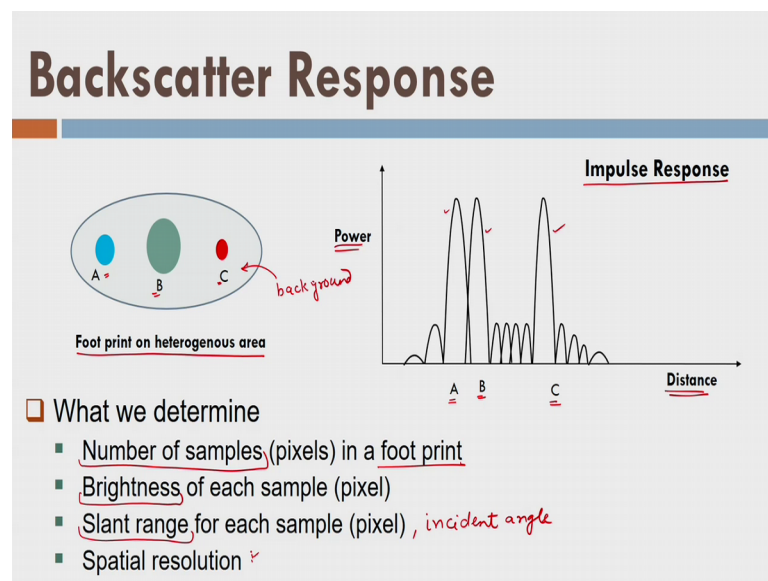 Backscatter Response
Impulse Response
Power
A
B
C
background
Foot print on heterogenous area
A
B
C
Distance
What we determine
Number of samples (pixels) in a foot print
Brightness of each sample (pixel)
Slant range for each sample (pixel) , incident angle
Spatial resolution